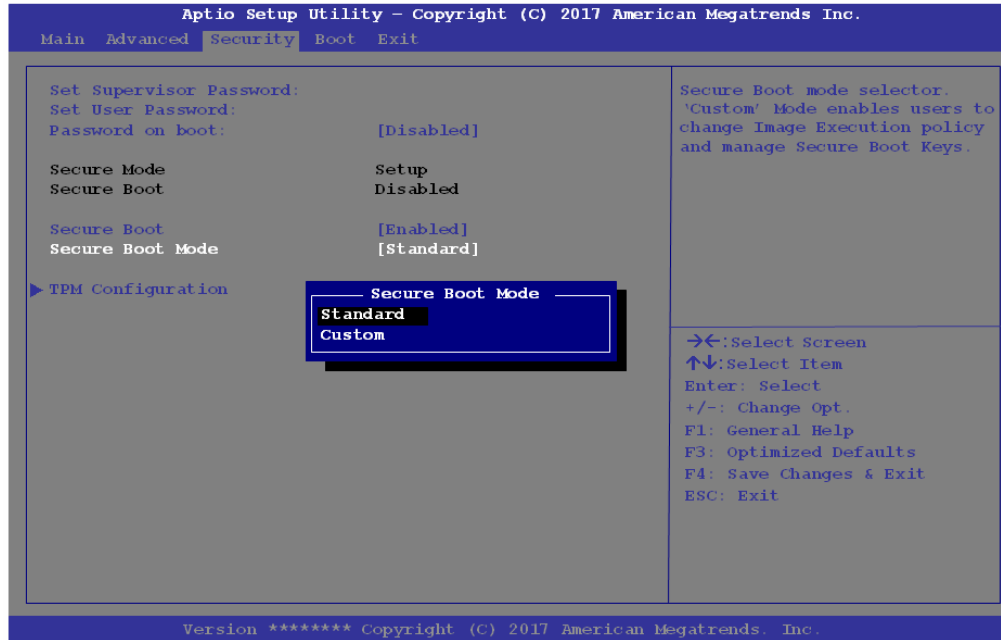 Aptio Setup Utility – Copyright (C) 2017 American Megatrends Inc.
Main Advanced Security Boot Exit
Set Supervisor Password:
Set User Password:
Password on boot: [Disabled]
Secure Mode Setup
Secure Boot Disabled
Secure Boot [Enabled]
Secure Boot Mode [Standard]
TPM Configuration
Secure Boot Mode
Standard
Custom
Secure Boot mode selector.
'Custom' Mode enables users to
change Image Execution policy
and manage Secure Boot Keys.
→←:Select Screen
↑↓:Select Item
Enter: Select
+/-: Change Opt.
F1: General Help
F3: Optimized Defaults
F4: Save Changes & Exit
ESC: Exit
Version ******** Copyright (C) 2017 American Megatrends. Inc.